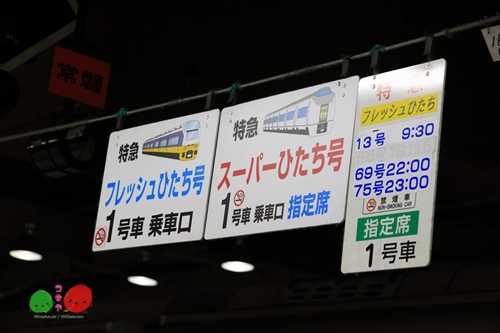 常磐
特急
フレッシュひたち号
1号車 乗車口
特急
スーパーひたち号
1号車 乗車口 指定席
特急
フレッシュひたち
13号 9:30
69号22:00
75号23:00
禁煙車
NON-SMOKING CAR
指定席
1号車
WhiteAmulet / WillSelection